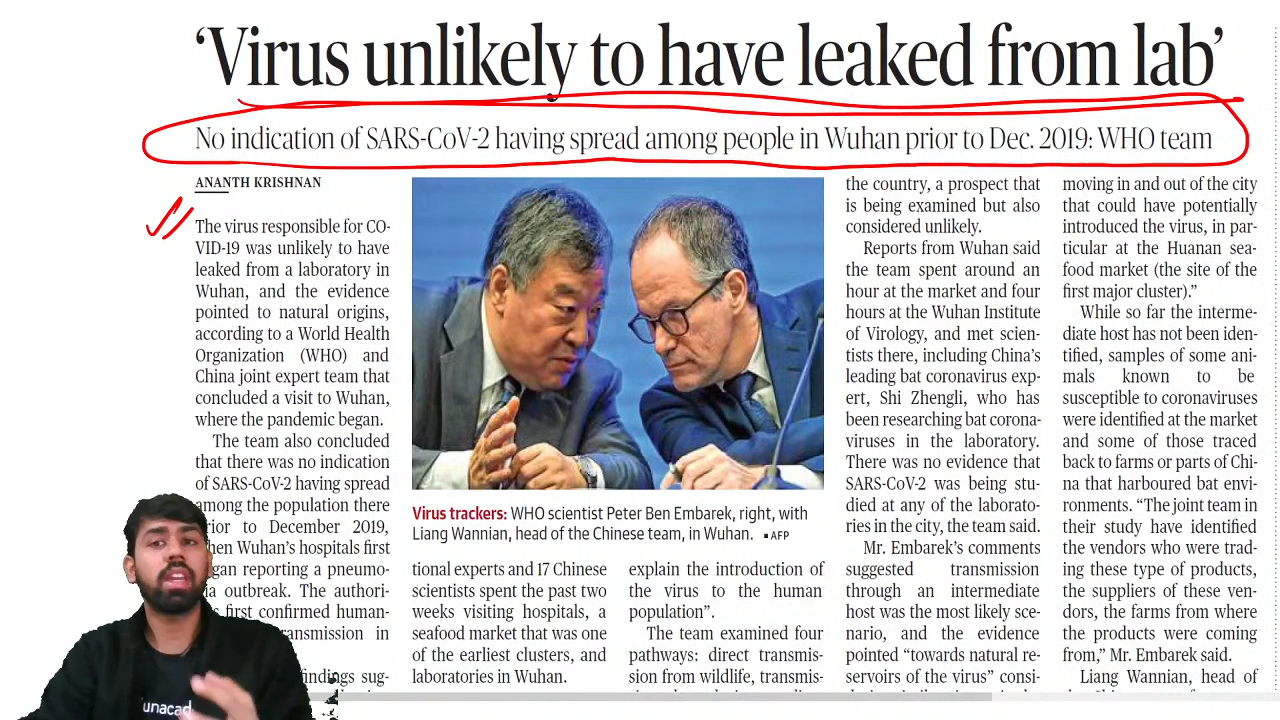 ‘Virus unlikely to have leaked from lab’
No indication of SARS-CoV-2 having spread among people in Wuhan prior to Dec. 2019: WHO team
ANANTH KRISHNAN
The virus responsible for CO-
VID-19 was unlikely to have
leaked from a laboratory in
Wuhan, and the evidence
pointed to natural origins,
according to a World Health
Organization (WHO) and
China joint expert team that
concluded a visit to Wuhan,
where the pandemic began.
The team also concluded
that there was no indication
of SARS-CoV-2 having spread
among the population there
prior to December 2019,
when Wuhan’s hospitals first
began reporting a pneumo-
outbreak. The authori-
first confirmed human-
transmission in
findings sug-
Virus trackers: WHO scientist Peter Ben Embarek, right, with
Liang Wannian, head of the Chinese team, in Wuhan. ▪AFP
tional experts and 17 Chinese
scientists spent the past two
weeks visiting hospitals, a
seafood market that was one
of the earliest clusters, and
laboratories in Wuhan.
explain the introduction of
the virus to the human
population”.
The team examined four
pathways: direct transmis-
sion from wildlife, transmis-
the country, a prospect that
is being examined but also
considered unlikely.
Reports from Wuhan said
the team spent around an
hour at the market and four
hours at the Wuhan Institute
of Virology, and met scien-
tists there, including China’s
leading bat coronavirus exp-
ert, Shi Zhengli, who has
been researching bat corona-
viruses in the laboratory.
There was no evidence that
SARS-CoV-2 was being stu-
died at any of the laborato-
ries in the city, the team said.
Mr. Embarek’s comments
suggested transmission
through an intermediate
host was the most likely sce-
nario, and the evidence
pointed “towards natural re-
servoirs of the virus” consi-
moving in and out of the city
that could have potentially
introduced the virus, in par-
ticular at the Huanan sea-
food market (the site of the
first major cluster).”
While so far the interme-
diate host has not been iden-
tified, samples of some ani-
mals known to be
susceptible to coronaviruses
were identified at the market
and some of those traced
back to farms or parts of Chi-
na that harboured bat envi-
ronments. “The joint team in
their study have identified
the vendors who were trad-
ing these type of products,
the suppliers of these ven-
dors, the farms from where
the products were coming
from,” Mr. Embarek said.
Liang Wannian, head of
unacad